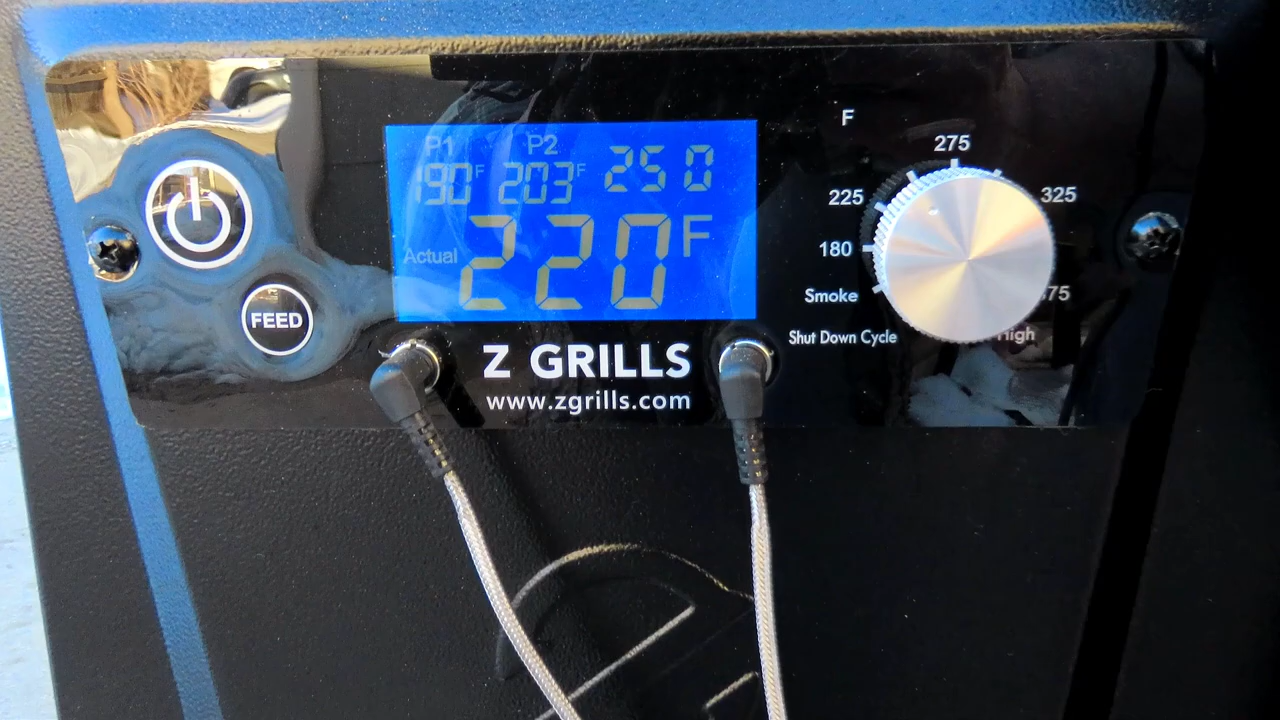 P1 P2
190F 203F 250
Actual 220F
FEED
Z GRILLS
www.zgrills.com
F
275
225 325
180
Smoke
Shut Down Cycle High